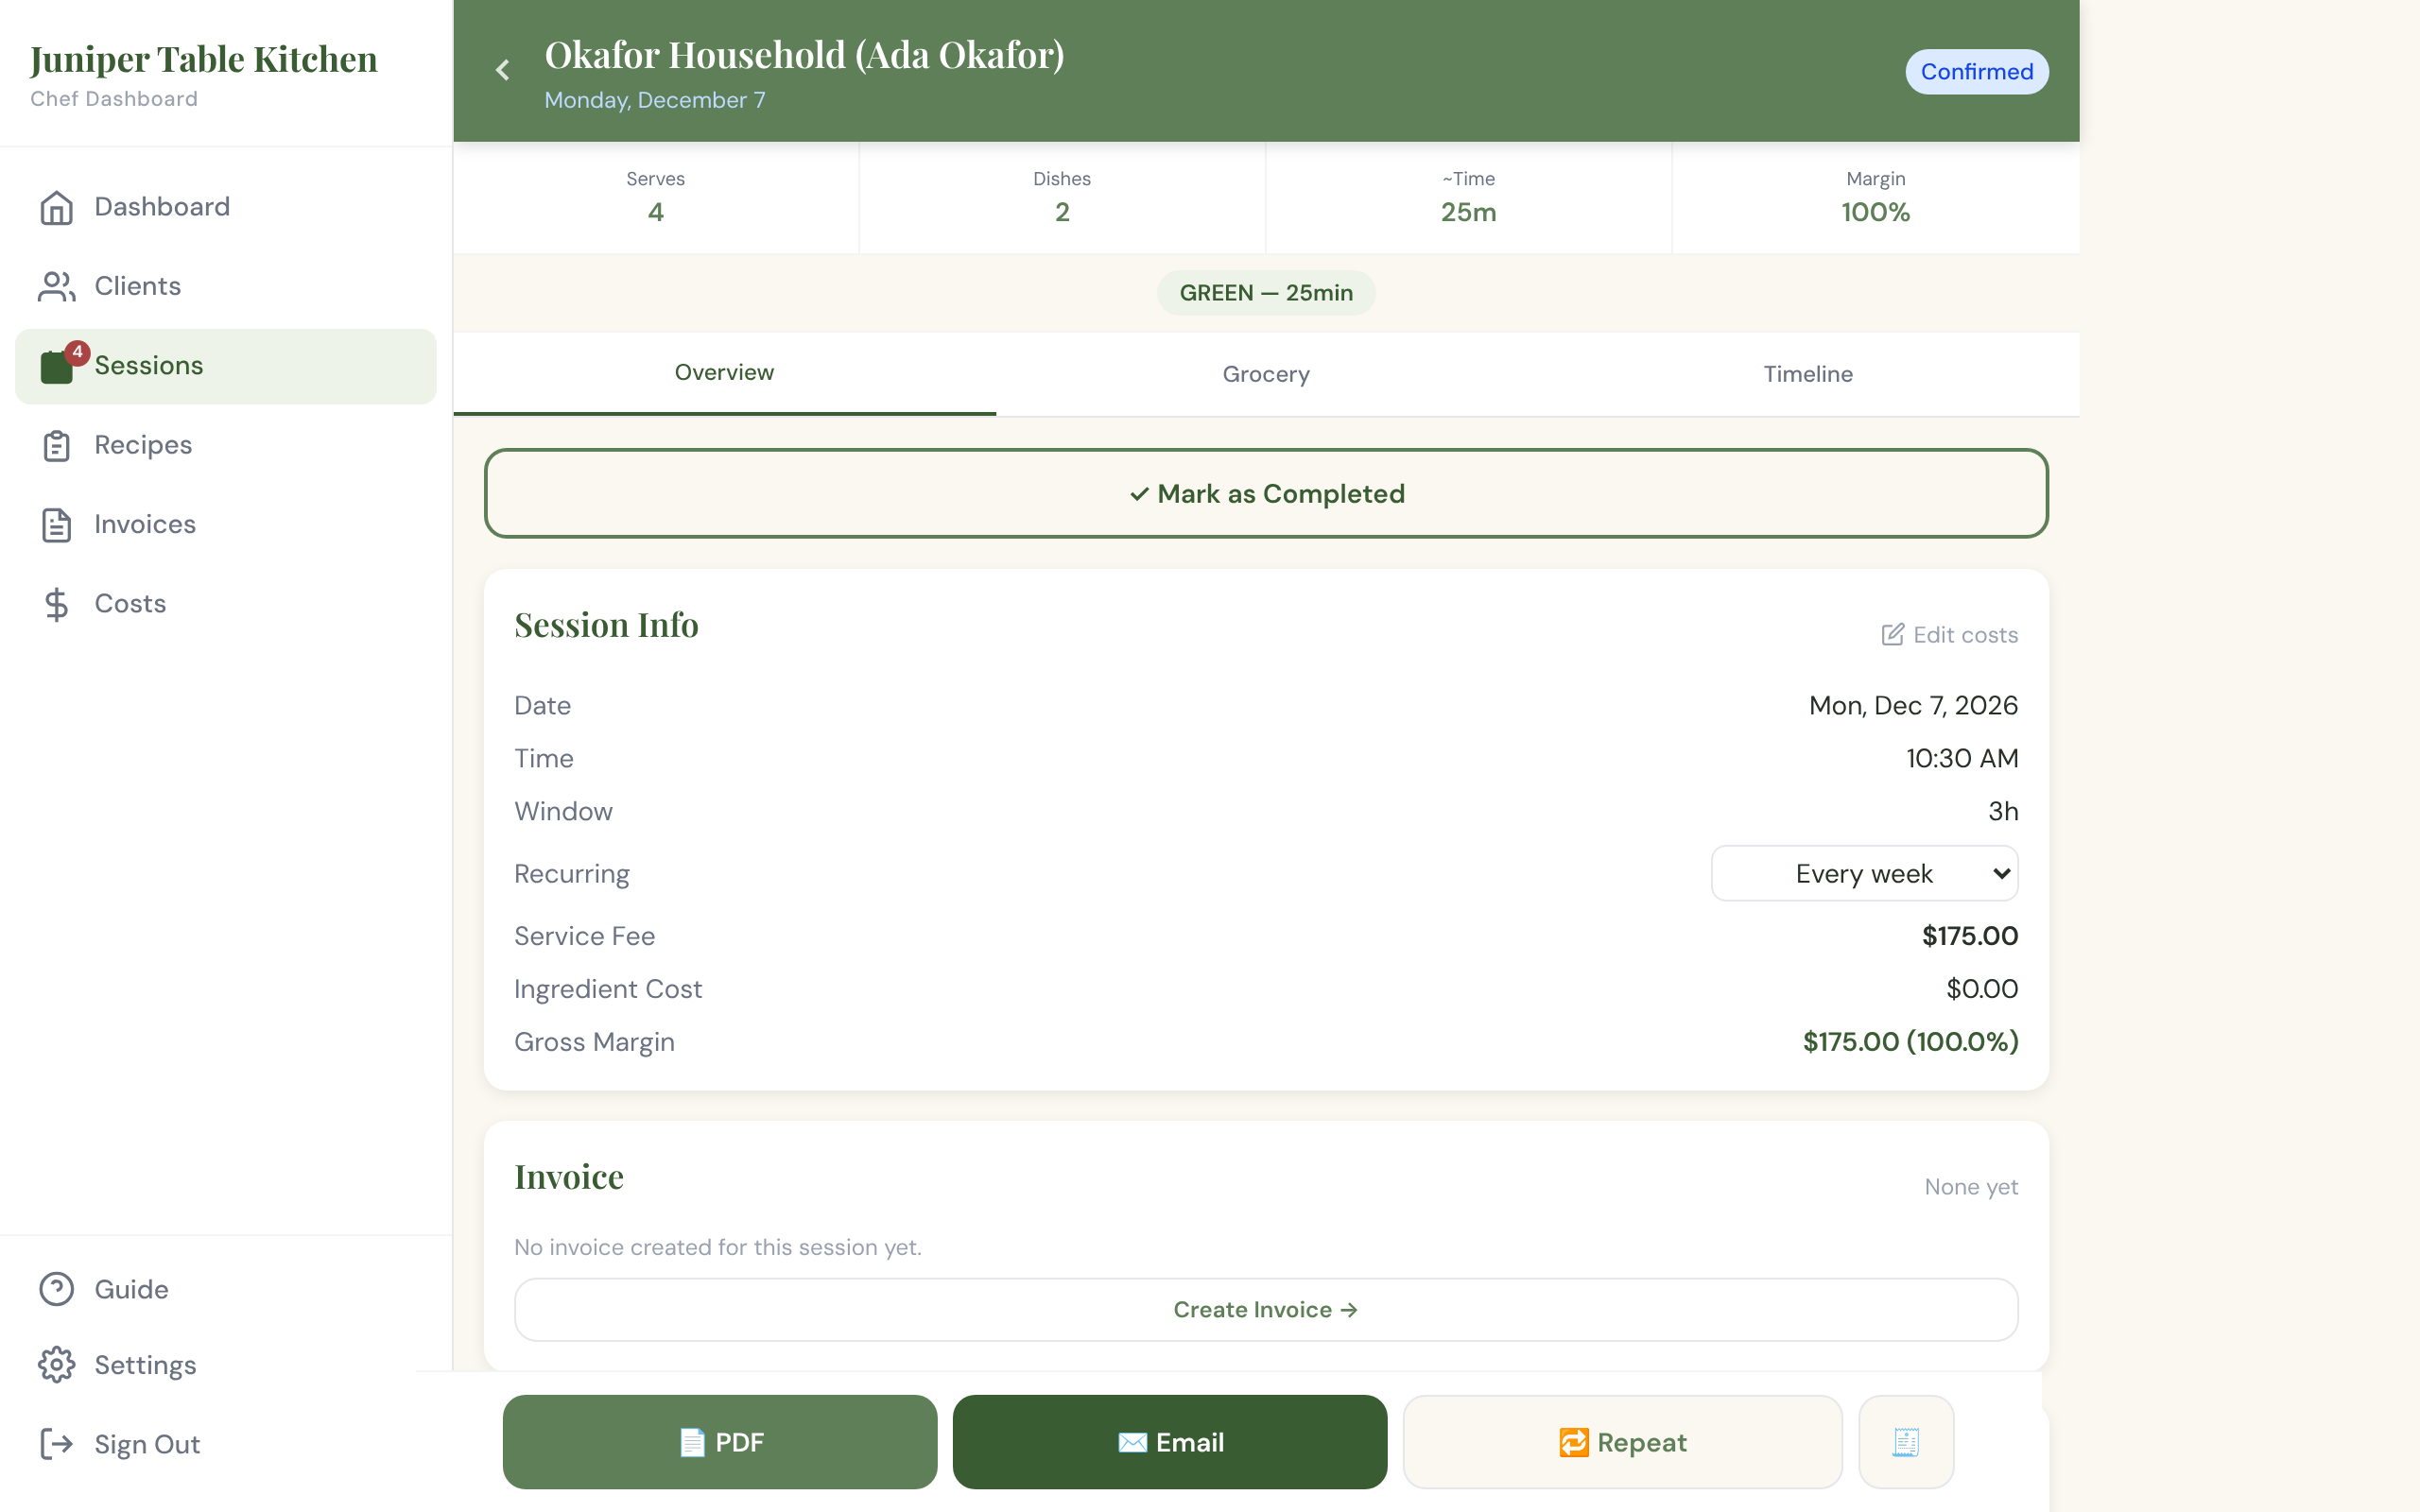 Juniper Table Kitchen
Chef Dashboard
Dashboard
Clients
4
Sessions
Recipes
Invoices
Costs
Guide
Settings
Sign Out
Okafor Household (Ada Okafor)
Monday, December 7
Confirmed
Serves
4
Dishes
2
~Time
25m
Margin
100%
GREEN — 25min
Overview
Grocery
Timeline
✓ Mark as Completed
Session Info
Edit costs
Date
Mon, Dec 7, 2026
Time
10:30 AM
Window
3h
Recurring
Every week
Service Fee
$175.00
Ingredient Cost
$0.00
Gross Margin
$175.00 (100.0%)
Invoice
None yet
No invoice created for this session yet.
Create Invoice →
PDF
Email
Repeat